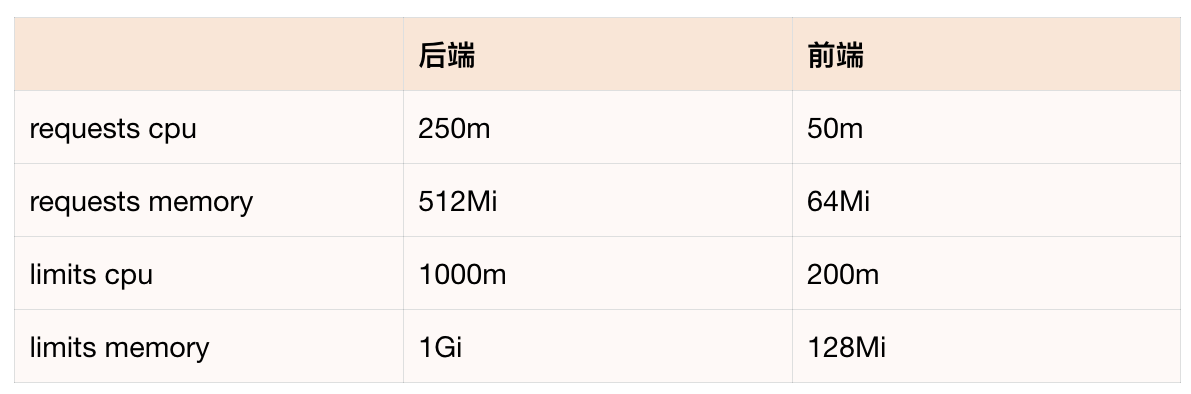 后端 前端
requests cpu 250m 50m
requests memory 512Mi 64Mi
limits cpu 1000m 200m
limits memory 1Gi 128Mi